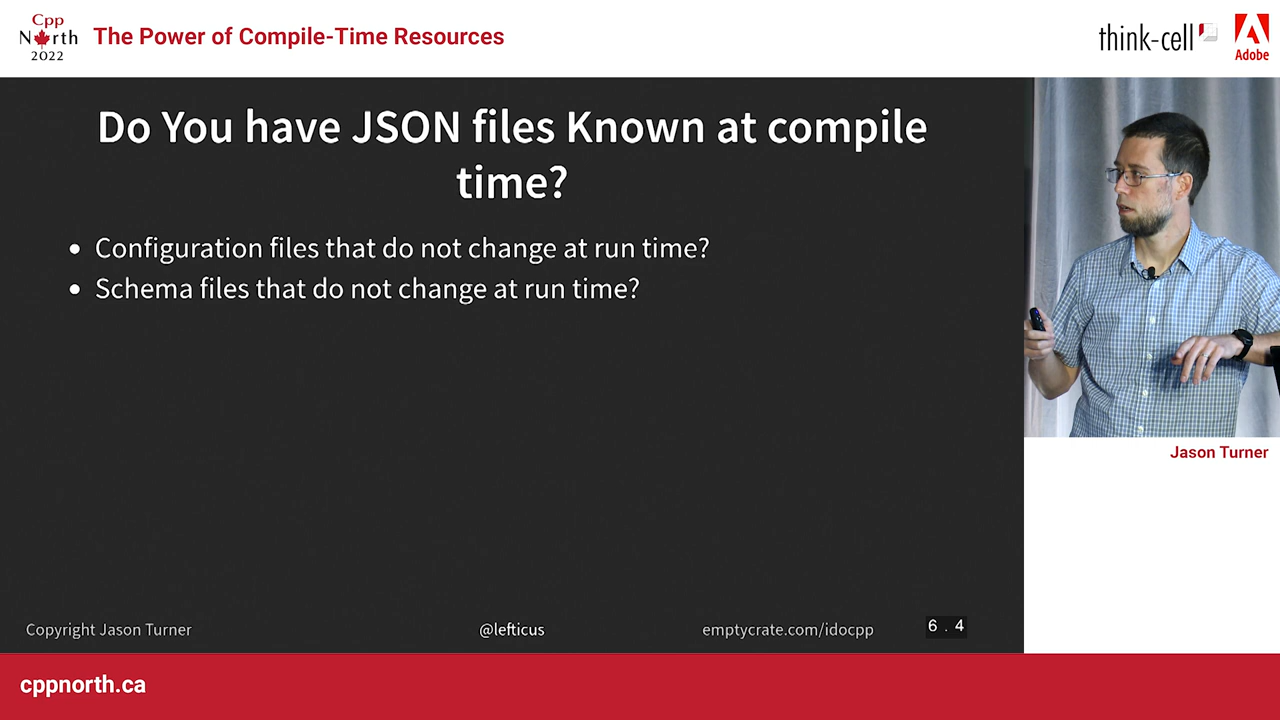 Cpp
North
2022
The Power of Compile-Time Resources
think-cell
Adobe
Do You have JSON files Known at compile
time?
• Configuration files that do not change at run time?
• Schema files that do not change at run time?
Jason Turner
Copyright Jason Turner
@lefticus
emptycrate.com/idocpp
6 . 4
cppnorth.ca